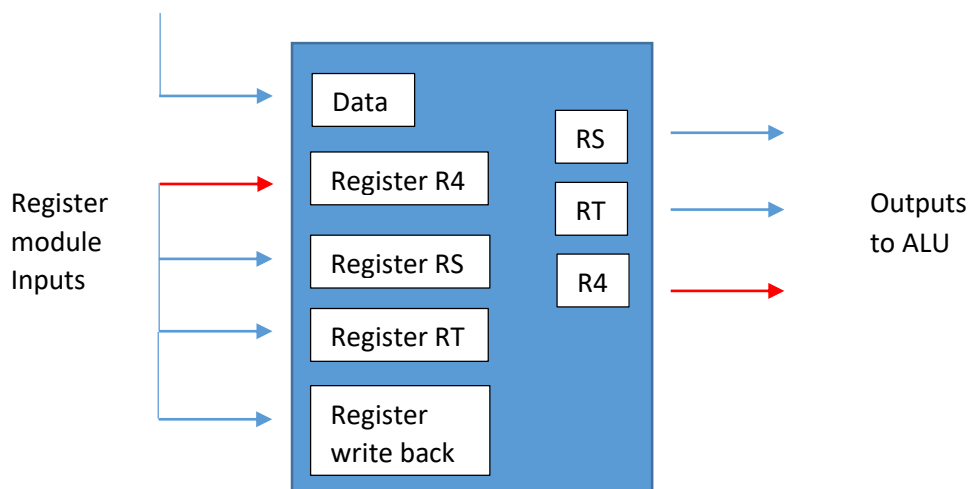 Register
module
Inputs
Data
Register R4
Register RS
Register RT
Register
write back
RS
RT
R4
Outputs
to ALU